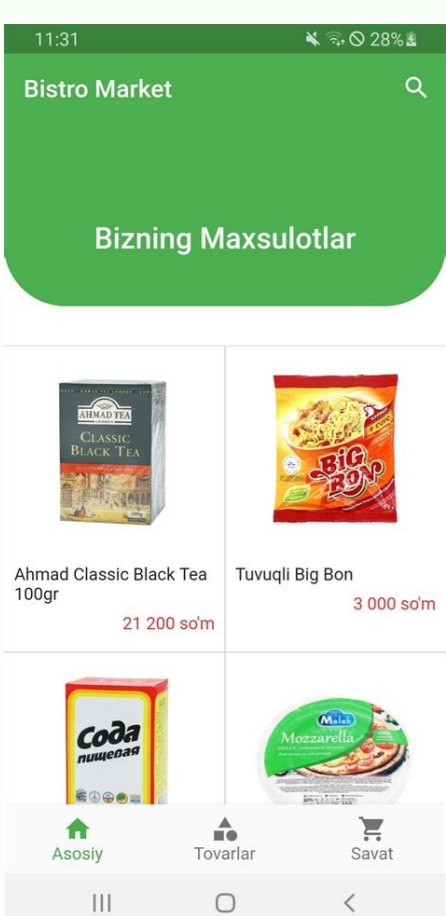 11:31
28%
Bistro Market
Bizning Maxsulotlar
AHMAD TEA
LONDON
CLASSIC
BLACK TEA
BiG
BON
Ahmad Classic Black Tea
100gr
21 200 so'm
Tuvuqli Big Bon
3 000 so'm
Сода
пищевая
Molek
Mozzarella
Asosiy
Tovarlar
Savat